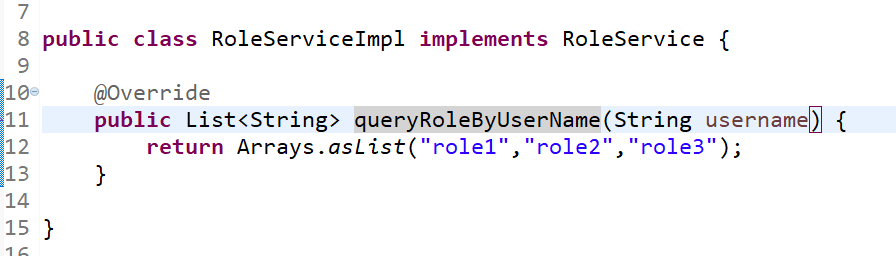 7
8 public class RoleServiceImpl implements RoleService {
9
10 @Override
11 public List<String> queryRoleByUserName(String username) {
12 return Arrays.asList("role1","role2","role3");
13 }
14
15 }
16